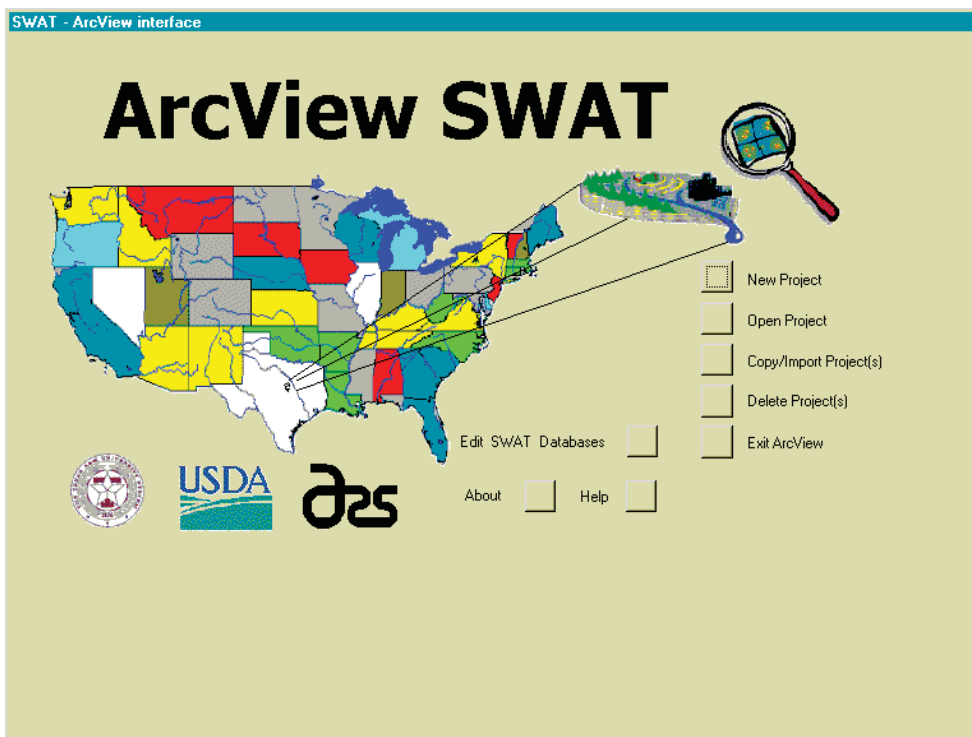 SWAT - ArcView interface
ArcView SWAT
New Project
Open Project
Copy/Import Project(s)
Delete Project(s)
Edit SWAT Databases
Exit ArcView
About
Help
USDA
ars